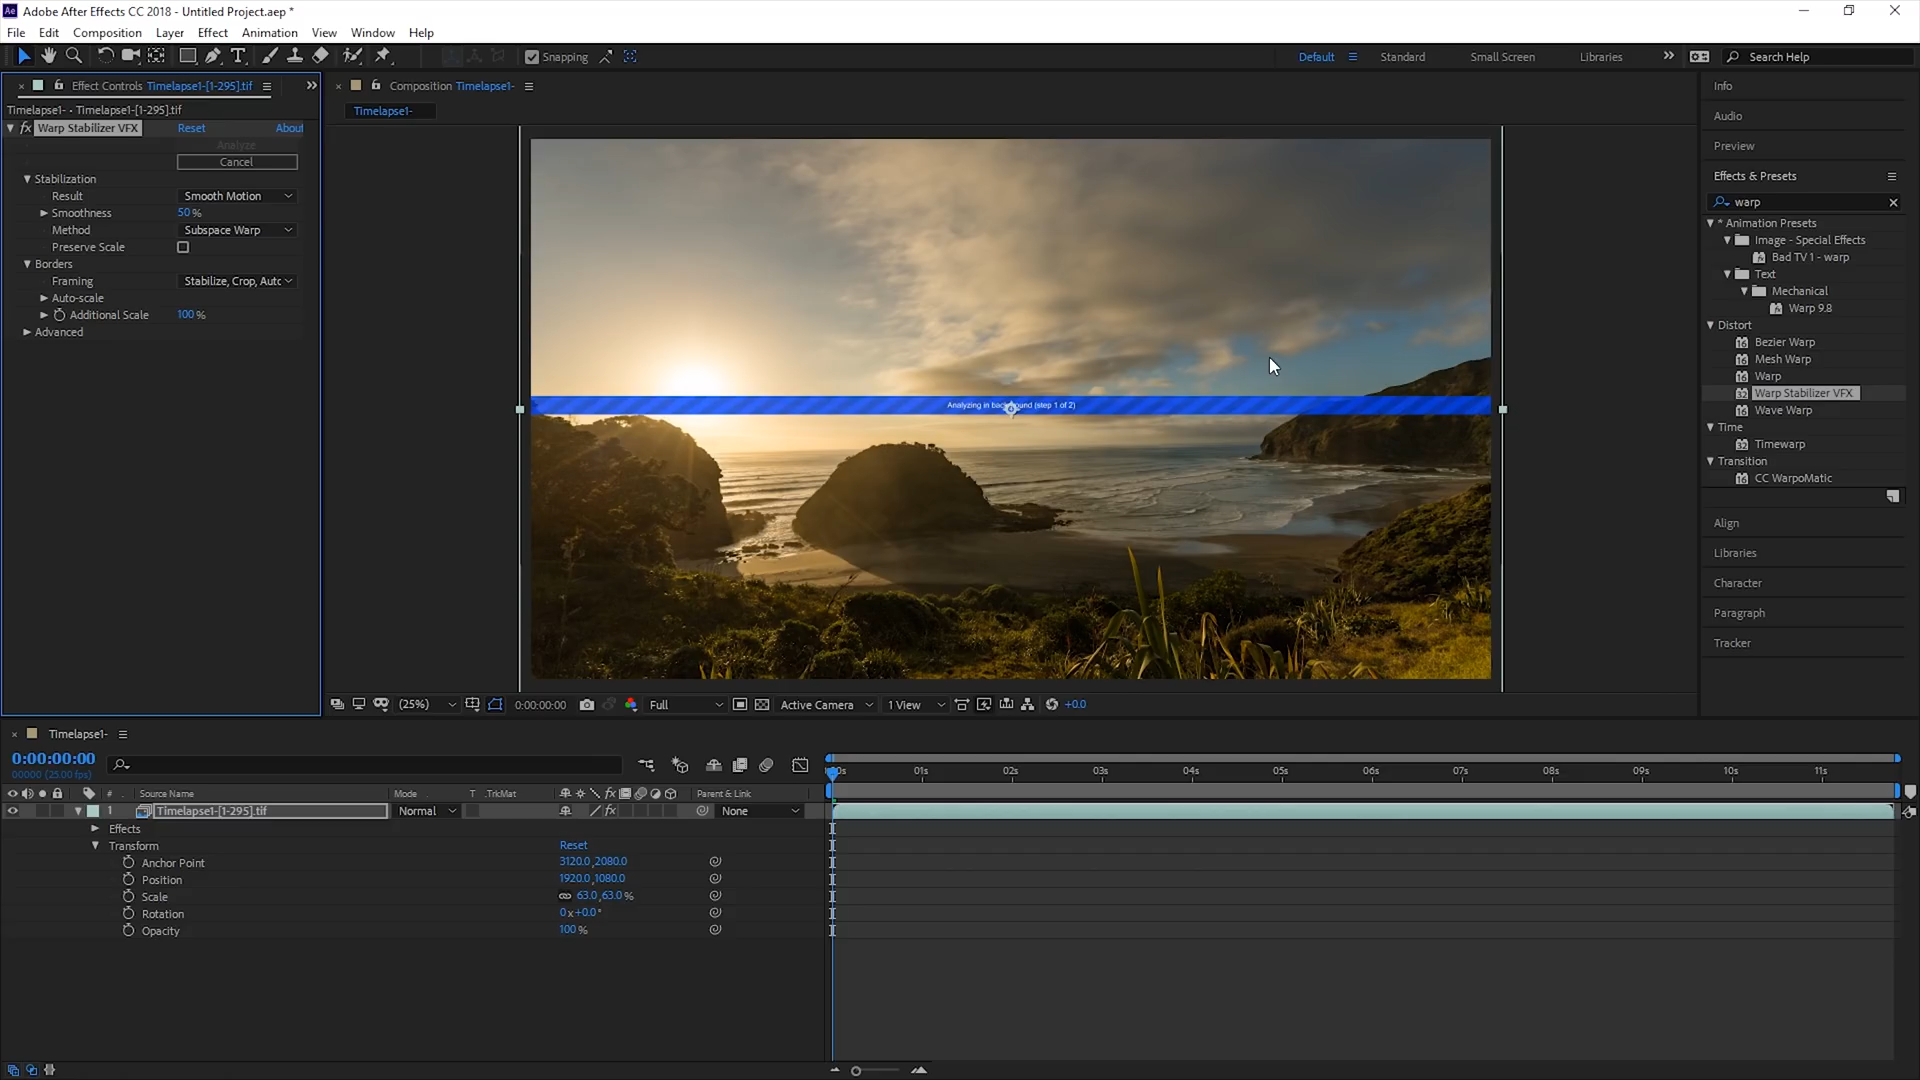 Adobe After Effects CC 2018 - Untitled Project.aep *
File Edit Composition Layer Effect Animation View Window Help
Snapping
Default Standard Small Screen Libraries Search Help
Effect Controls Timelapse1-[1-295].tif
Timelapse1- • Timelapse1-[1-295].tif
fx Warp Stabilizer VFX Reset About
Analyze
Cancel
Stabilization
Result Smooth Motion
Smoothness 50 %
Method Subspace Warp
Preserve Scale
Borders
Framing Stabilize, Crop, Auto
Auto-scale
Additional Scale 100 %
Advanced
Composition Timelapse1-
Timelapse1-
Analyzing in background (step 1 of 2)
(25%) 0:00:00:00 Full Active Camera 1 View +0.0
Info
Audio
Preview
Effects & Presets
warp
* Animation Presets
Image - Special Effects
Bad TV 1 - warp
Text
Mechanical
Warp 9.8
Distort
Bezier Warp
Mesh Warp
Warp
Warp Stabilizer VFX
Wave Warp
Time
Timewarp
Transition
CC WarpoMatic
Align
Libraries
Character
Paragraph
Tracker
Timelapse1-
0:00:00:00
00000 (25.00 fps)
# Source Name Mode T .TrkMat fx Parent & Link
1 Timelapse1-[1-295].tif Normal fx None
Effects
Transform Reset
Anchor Point 3120.0,2080.0
Position 1920.0,1080.0
Scale 63.0,63.0 %
Rotation 0x+0.0°
Opacity 100 %
01s 02s 03s 04s 05s 06s 07s 08s 09s 10s 11s